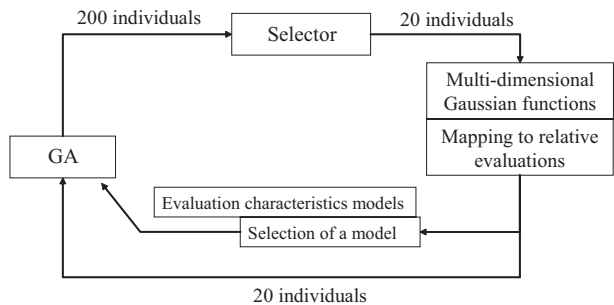 200 individuals
Selector
20 individuals
Multi-dimensional
Gaussian functions
Mapping to relative
evaluations
GA
Evaluation characteristics models
Selection of a model
20 individuals